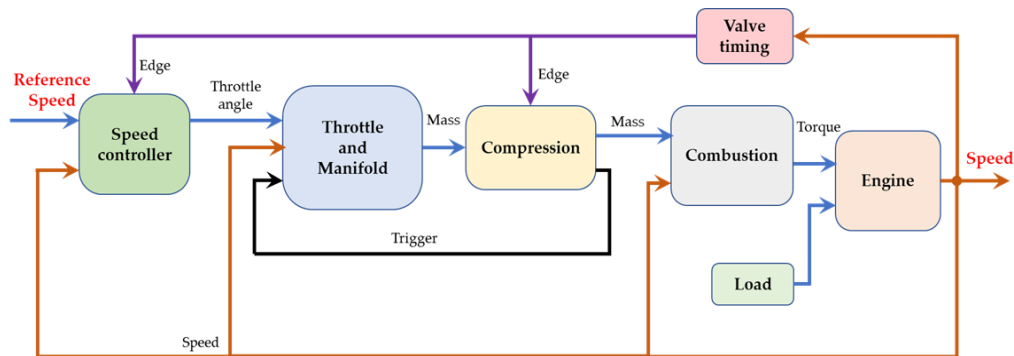 Valve
timing
Edge
Edge
Reference
Speed
Throttle
angle
Speed
controller
Throttle
and
Manifold
Mass
Compression
Mass
Combustion
Torque
Engine
Speed
Trigger
Load
Speed